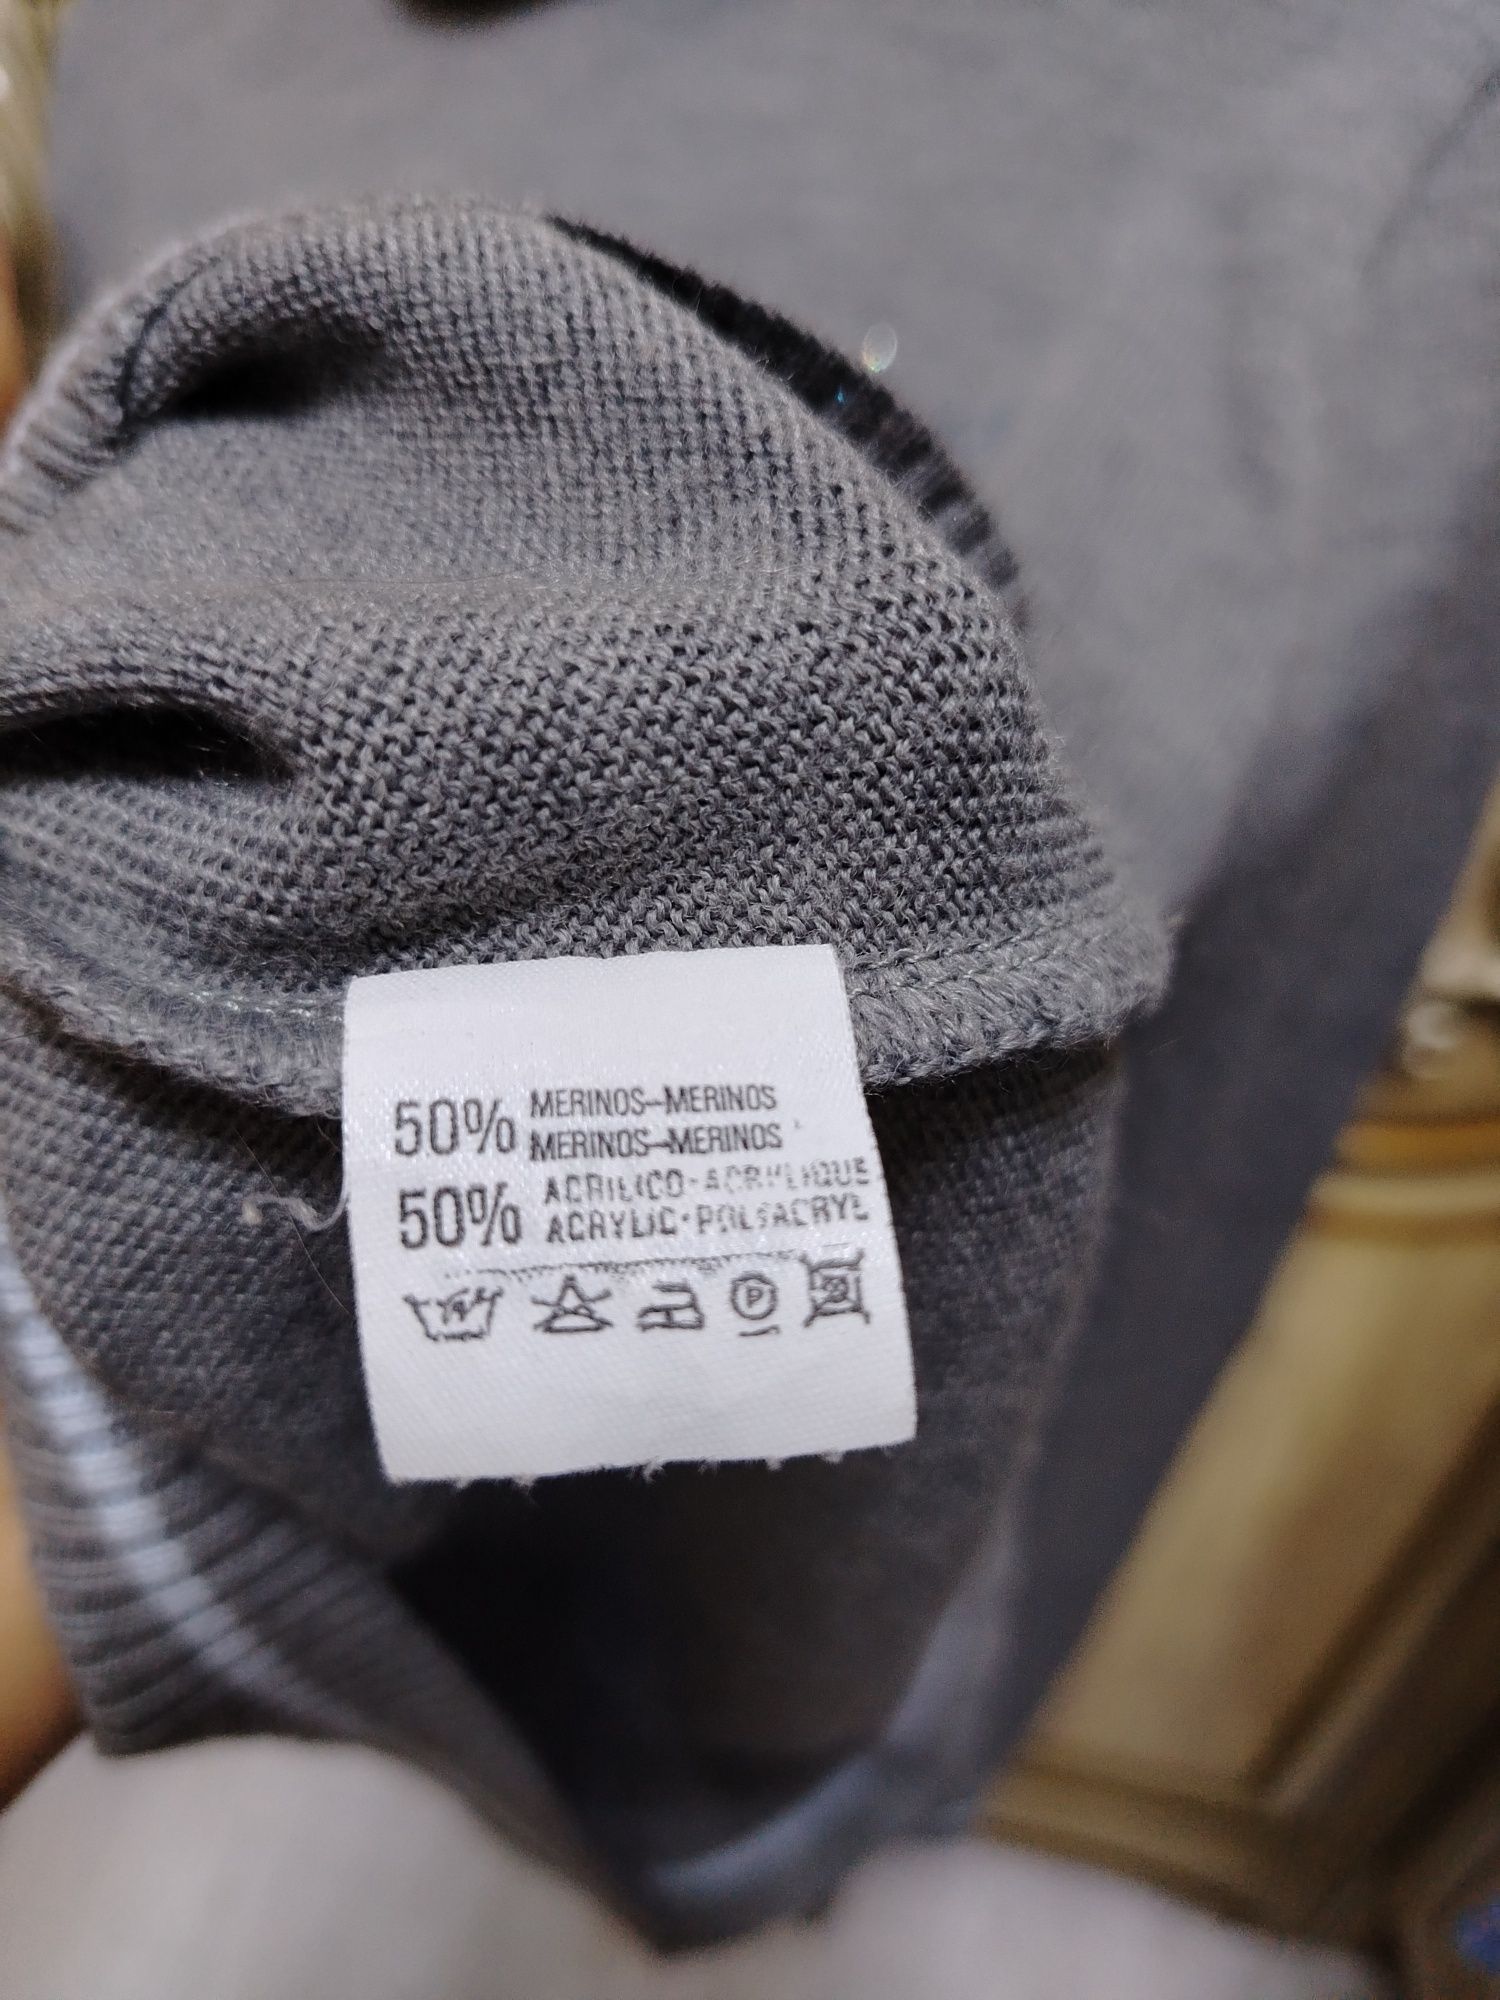 50% MERINOS-MERINOS
MERINOS-MERINOS
50% ACRILICO-ACRYLIQUE
ACRYLIC-POLYACRYL
P